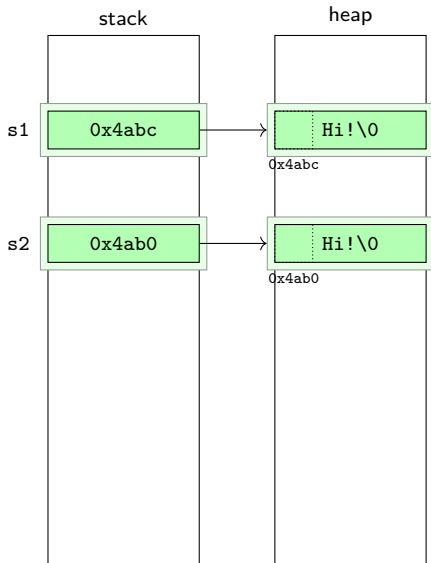 stack heap
s1 0x4abc Hi!\0
0x4abc
s2 0x4ab0 Hi!\0
0x4ab0